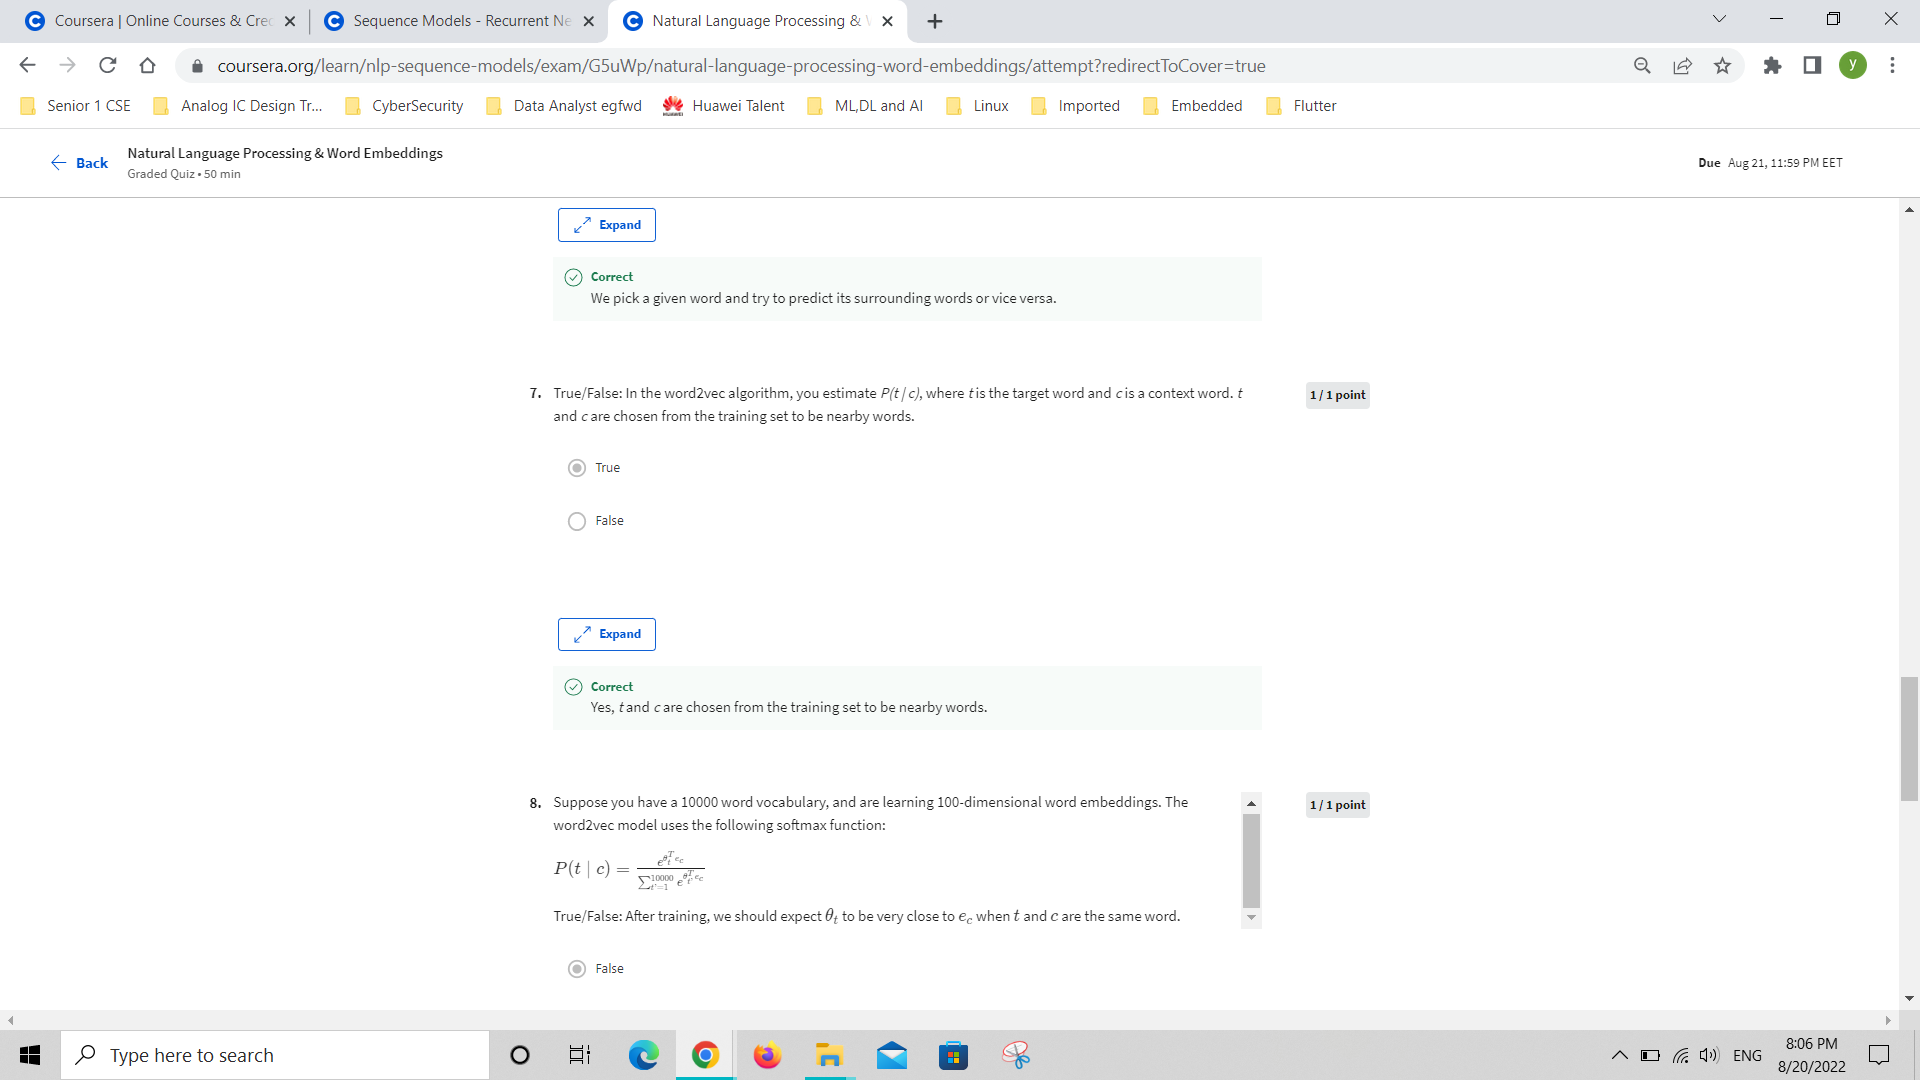 Coursera | Online Courses & Cre
Sequence Models - Recurrent Ne
Natural Language Processing &
coursera.org/learn/nlp-sequence-models/exam/G5uWp/natural-language-processing-word-embeddings/attempt?redirectToCover=true
y
Senior 1 CSE
Analog IC Design Tr...
CyberSecurity
Data Analyst egfwd
Huawei Talent
ML,DL and AI
Linux
Imported
Embedded
Flutter
Back
Natural Language Processing & Word Embeddings
Graded Quiz • 50 min
Due Aug 21, 11:59 PM EET
Expand
Correct
We pick a given word and try to predict its surrounding words or vice versa.
7. True/False: In the word2vec algorithm, you estimate P(t | c), where t is the target word and c is a context word. t
and c are chosen from the training set to be nearby words.
1 / 1 point
True
False
Expand
Correct
Yes, t and c are chosen from the training set to be nearby words.
8. Suppose you have a 10000 word vocabulary, and are learning 100-dimensional word embeddings. The
word2vec model uses the following softmax function:
1 / 1 point
P(t | c) = e^{θ_t^T e_c} / ∑_{t'=1}^{10000} e^{θ_{t'}^T e_c}
True/False: After training, we should expect θ_t to be very close to e_c when t and c are the same word.
False
Type here to search
ENG
8:06 PM
8/20/2022